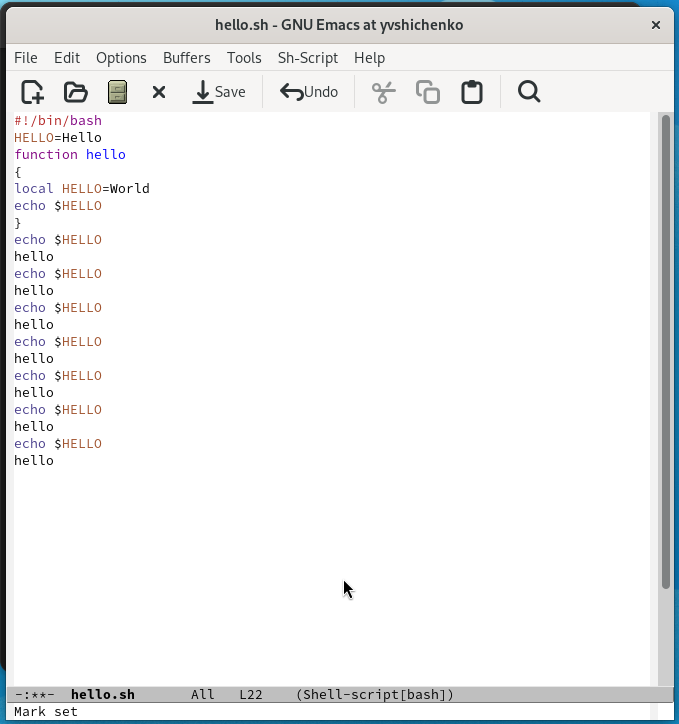 hello.sh - GNU Emacs at yvshichenko
File Edit Options Buffers Tools Sh-Script Help
Save Undo
#!/bin/bash
HELLO=Hello
function hello
{
local HELLO=World
echo $HELLO
}
echo $HELLO
hello
echo $HELLO
hello
echo $HELLO
hello
echo $HELLO
hello
echo $HELLO
hello
echo $HELLO
hello
echo $HELLO
hello
-:**- hello.sh All L22 (Shell-script[bash])
Mark set